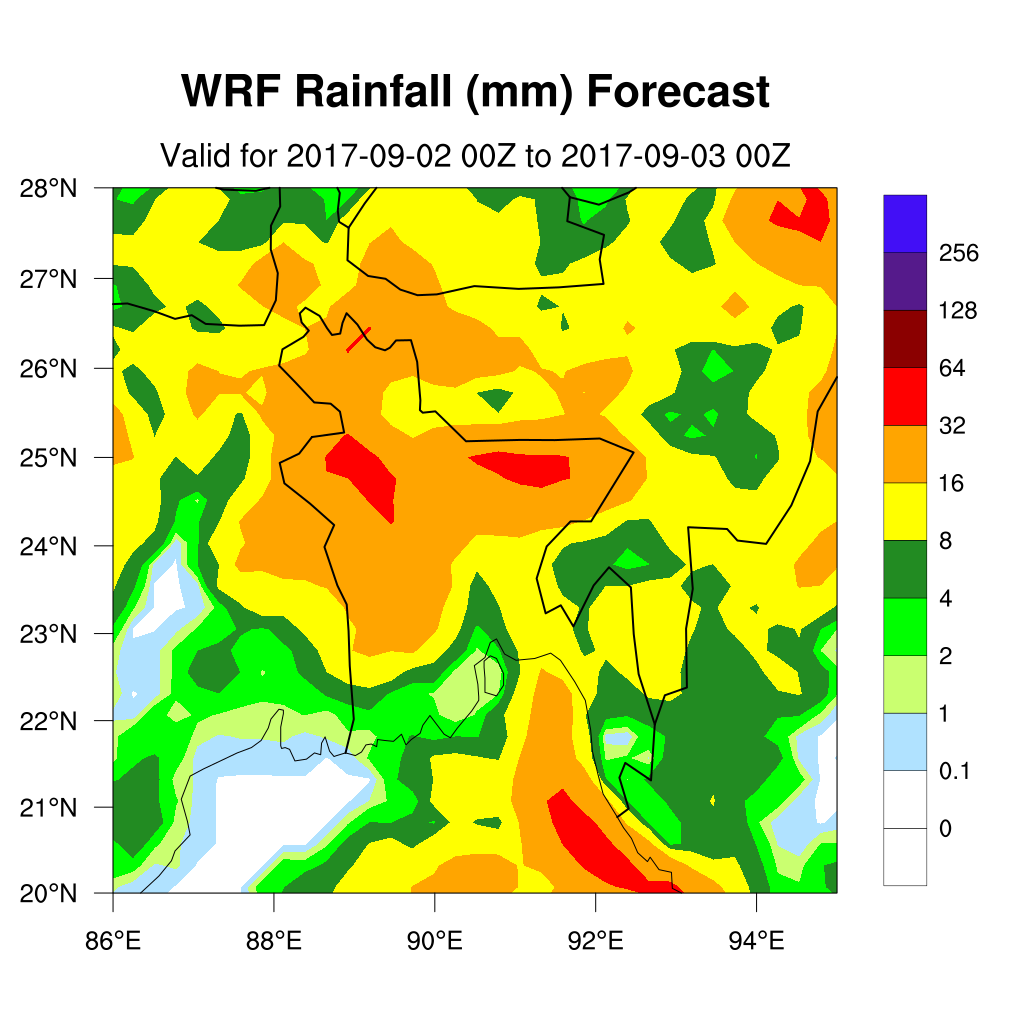 WRF Rainfall (mm) Forecast
Valid for 2017-09-02 00Z to 2017-09-03 00Z
28°N
27°N
26°N
25°N
24°N
23°N
22°N
21°N
20°N
86°E 88°E 90°E 92°E 94°E
256
128
64
32
16
8
4
2
1
0.1
0